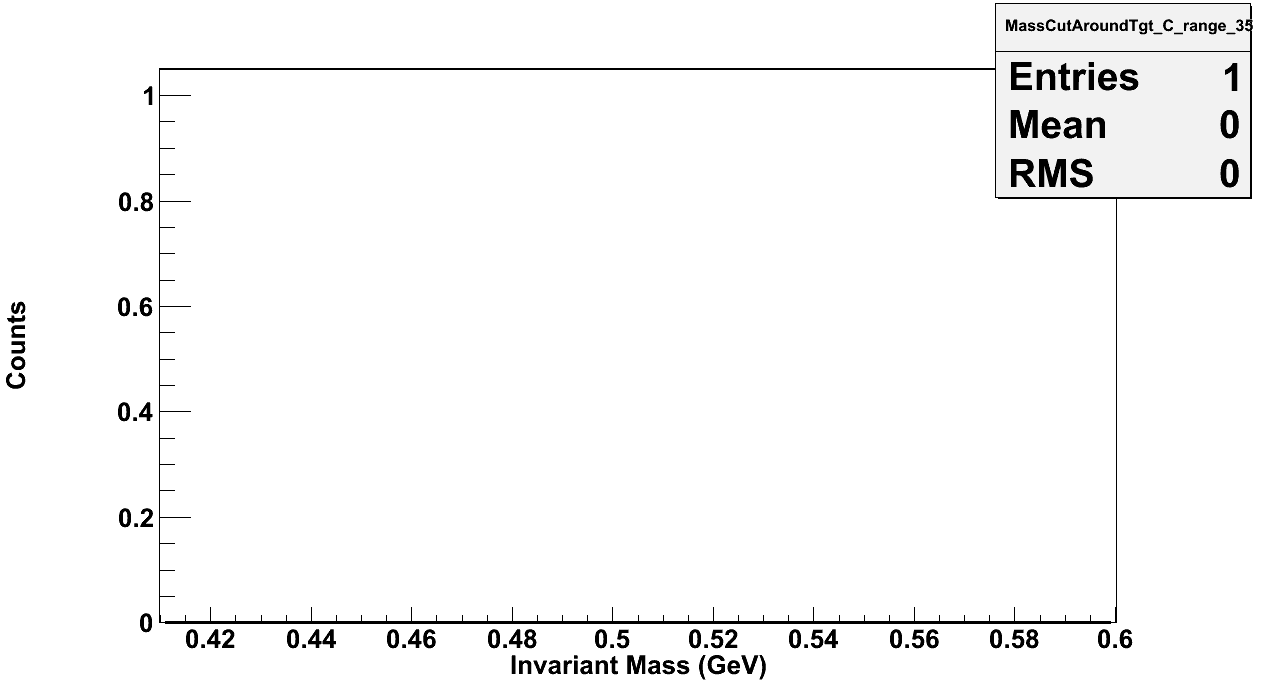 MassCutAroundTgt_C_range_35
Entries 1
Mean 0
RMS 0
1
0.8
0.6
0.4
0.2
0
Counts
0.42 0.44 0.46 0.48 0.5 0.52 0.54 0.56 0.58 0.6
Invariant Mass (GeV)